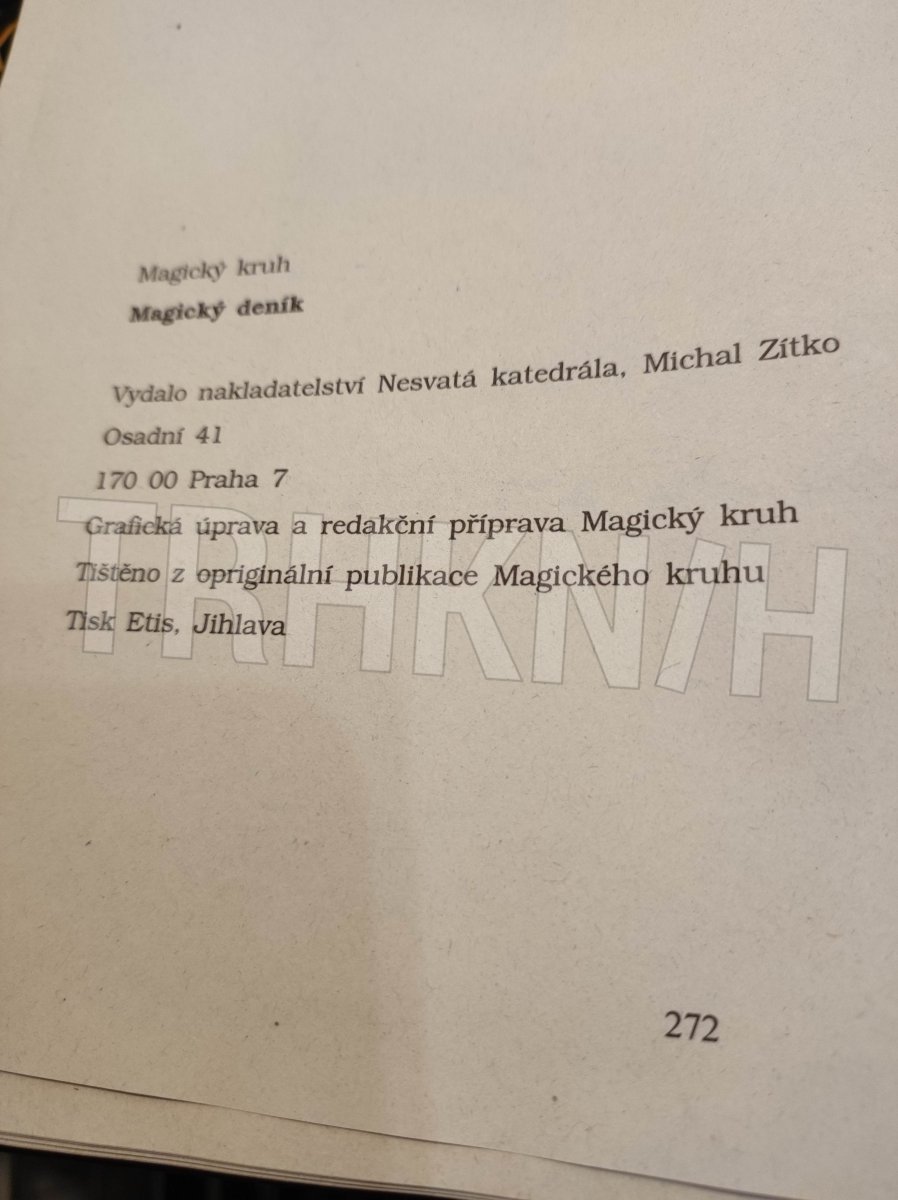 Magický kruh
Magický deník
Vydalo nakladatelství Nesvatá katedrála, Michal Zítko
Osadní 41
170 00 Praha 7
Grafická úprava a redakční příprava Magický kruh
Tištěno z opriginální publikace Magického kruhu
Tisk Etis, Jihlava
TRHKNIH
272